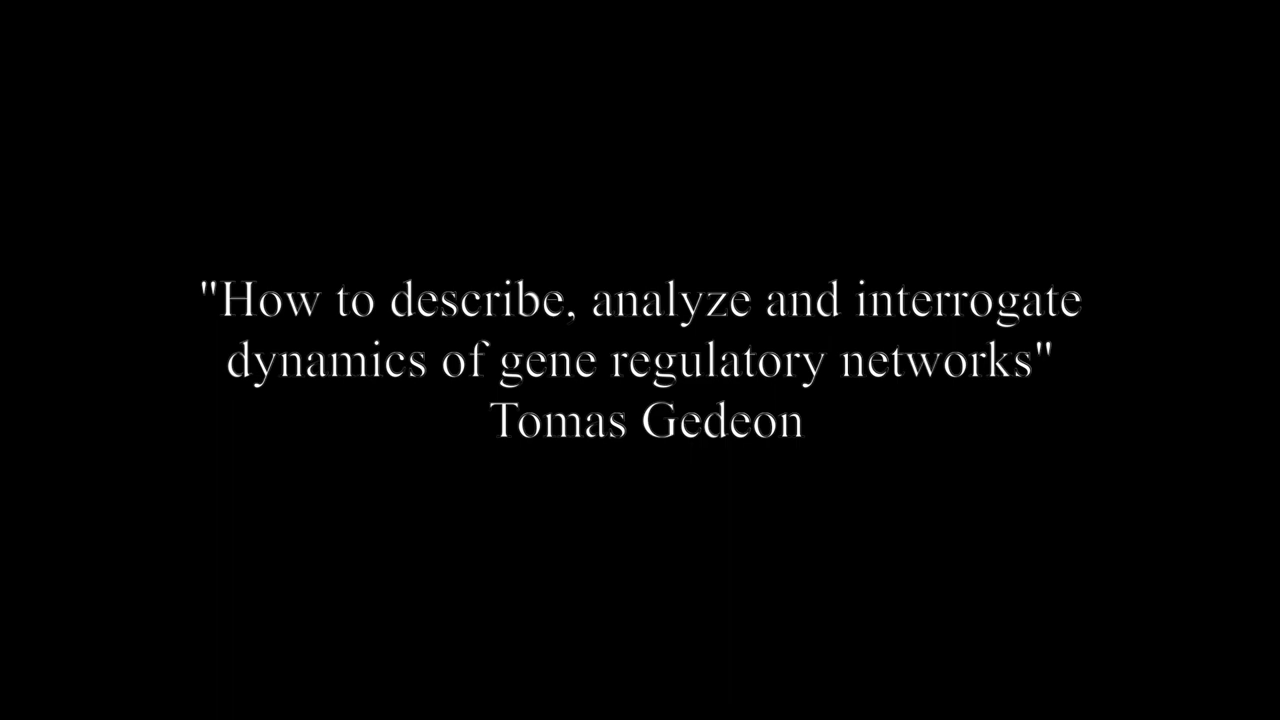 "How to describe, analyze and interrogate
dynamics of gene regulatory networks"
Tomas Gedeon